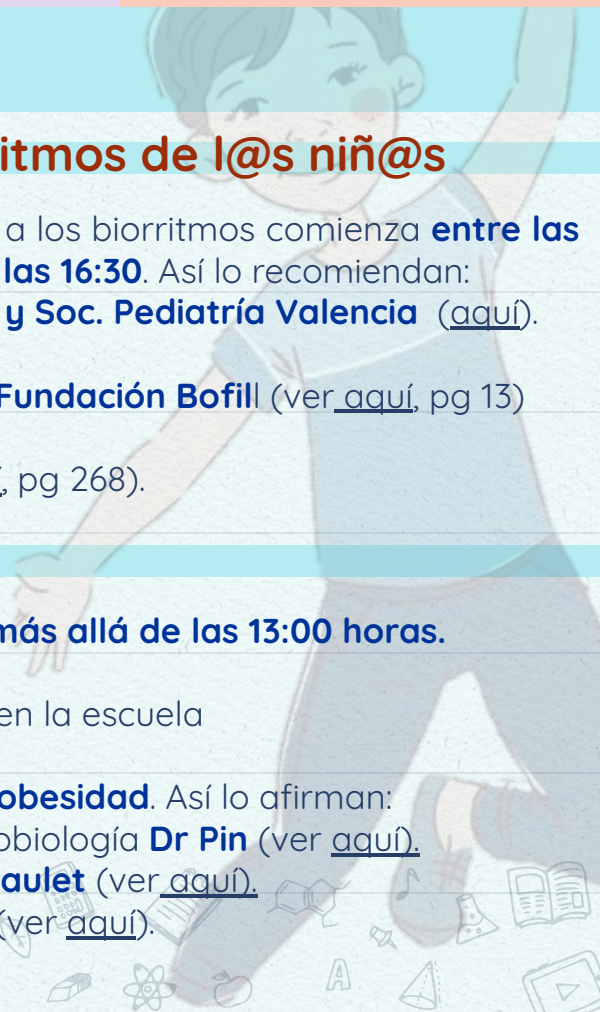 itmos de l@s niñ@s
a los biorritmos comienza entre las
las 16:30. Así lo recomiendan:
y Soc. Pediatría Valencia (aquí).
Fundación Bofill (ver aquí, pg 13)
, pg 268).
más allá de las 13:00 horas.
en la escuela
obesidad. Así lo afirman:
obiología Dr Pin (ver aquí).
aulet (ver aquí).
(ver aquí).
A